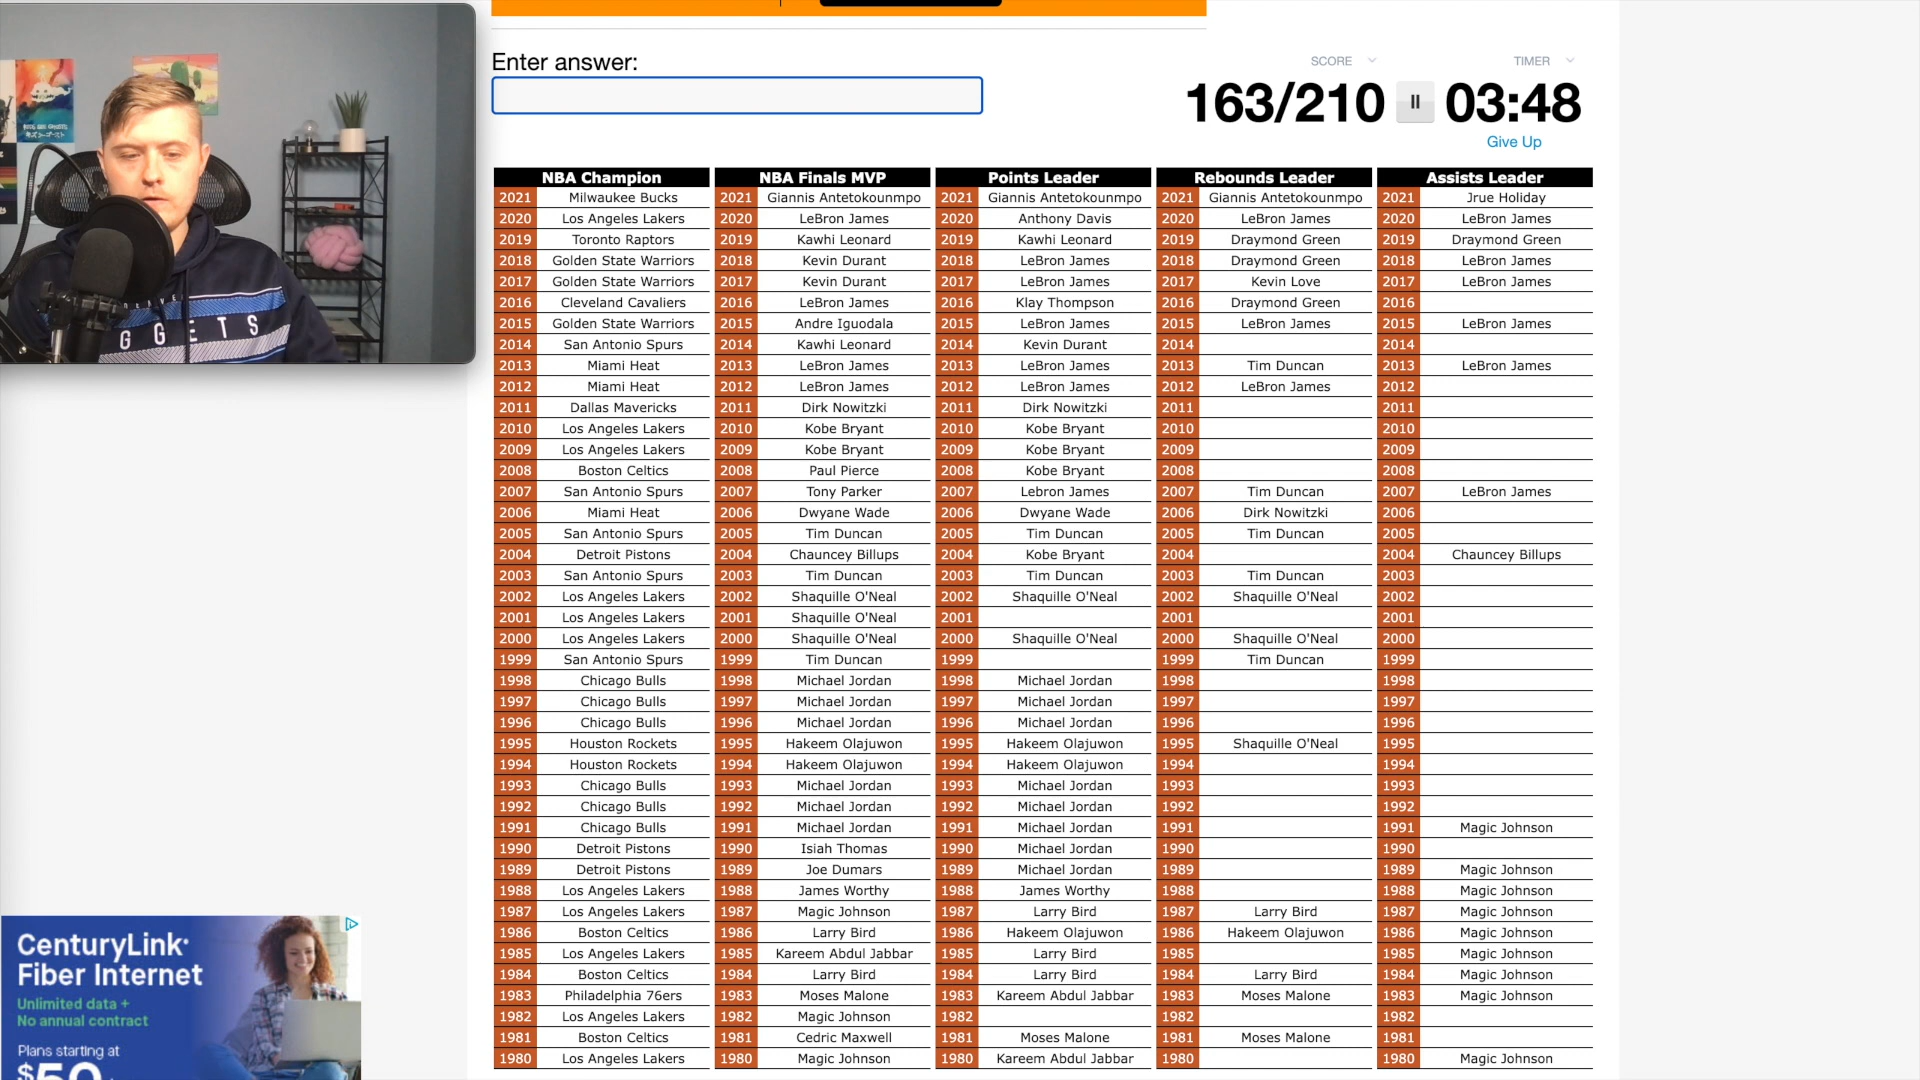 Enter answer:
SCORE
TIMER
163/210
03:48
Give Up
NBA Champion NBA Finals MVP Points Leader Rebounds Leader Assists Leader
2021 Milwaukee Bucks 2021 Giannis Antetokounmpo 2021 Giannis Antetokounmpo 2021 Giannis Antetokounmpo 2021 Jrue Holiday
2020 Los Angeles Lakers 2020 LeBron James 2020 Anthony Davis 2020 LeBron James 2020 LeBron James
2019 Toronto Raptors 2019 Kawhi Leonard 2019 Kawhi Leonard 2019 Draymond Green 2019 Draymond Green
2018 Golden State Warriors 2018 Kevin Durant 2018 LeBron James 2018 Draymond Green 2018 LeBron James
2017 Golden State Warriors 2017 Kevin Durant 2017 LeBron James 2017 Kevin Love 2017 LeBron James
2016 Cleveland Cavaliers 2016 LeBron James 2016 Klay Thompson 2016 Draymond Green 2016
2015 Golden State Warriors 2015 Andre Iguodala 2015 LeBron James 2015 LeBron James 2015 LeBron James
2014 San Antonio Spurs 2014 Kawhi Leonard 2014 Kevin Durant 2014 2014
2013 Miami Heat 2013 LeBron James 2013 LeBron James 2013 Tim Duncan 2013 LeBron James
2012 Miami Heat 2012 LeBron James 2012 LeBron James 2012 LeBron James 2012
2011 Dallas Mavericks 2011 Dirk Nowitzki 2011 Dirk Nowitzki 2011 2011
2010 Los Angeles Lakers 2010 Kobe Bryant 2010 Kobe Bryant 2010 2010
2009 Los Angeles Lakers 2009 Kobe Bryant 2009 Kobe Bryant 2009 2009
2008 Boston Celtics 2008 Paul Pierce 2008 Kobe Bryant 2008 2008
2007 San Antonio Spurs 2007 Tony Parker 2007 Lebron James 2007 Tim Duncan 2007 LeBron James
2006 Miami Heat 2006 Dwyane Wade 2006 Dwyane Wade 2006 Dirk Nowitzki 2006
2005 San Antonio Spurs 2005 Tim Duncan 2005 Tim Duncan 2005 Tim Duncan 2005
2004 Detroit Pistons 2004 Chauncey Billups 2004 Kobe Bryant 2004 2004 Chauncey Billups
2003 San Antonio Spurs 2003 Tim Duncan 2003 Tim Duncan 2003 Tim Duncan 2003
2002 Los Angeles Lakers 2002 Shaquille O'Neal 2002 Shaquille O'Neal 2002 Shaquille O'Neal 2002
2001 Los Angeles Lakers 2001 Shaquille O'Neal 2001 2001 2001
2000 Los Angeles Lakers 2000 Shaquille O'Neal 2000 Shaquille O'Neal 2000 Shaquille O'Neal 2000
1999 San Antonio Spurs 1999 Tim Duncan 1999 1999 Tim Duncan 1999
1998 Chicago Bulls 1998 Michael Jordan 1998 Michael Jordan 1998 1998
1997 Chicago Bulls 1997 Michael Jordan 1997 Michael Jordan 1997 1997
1996 Chicago Bulls 1996 Michael Jordan 1996 Michael Jordan 1996 1996
1995 Houston Rockets 1995 Hakeem Olajuwon 1995 Hakeem Olajuwon 1995 Shaquille O'Neal 1995
1994 Houston Rockets 1994 Hakeem Olajuwon 1994 Hakeem Olajuwon 1994 1994
1993 Chicago Bulls 1993 Michael Jordan 1993 Michael Jordan 1993 1993
1992 Chicago Bulls 1992 Michael Jordan 1992 Michael Jordan 1992 1992
1991 Chicago Bulls 1991 Michael Jordan 1991 Michael Jordan 1991 1991 Magic Johnson
1990 Detroit Pistons 1990 Isiah Thomas 1990 Michael Jordan 1990 1990
1989 Detroit Pistons 1989 Joe Dumars 1989 Michael Jordan 1989 1989 Magic Johnson
1988 Los Angeles Lakers 1988 James Worthy 1988 James Worthy 1988 1988 Magic Johnson
1987 Los Angeles Lakers 1987 Magic Johnson 1987 Larry Bird 1987 Larry Bird 1987 Magic Johnson
1986 Boston Celtics 1986 Larry Bird 1986 Hakeem Olajuwon 1986 Hakeem Olajuwon 1986 Magic Johnson
1985 Los Angeles Lakers 1985 Kareem Abdul Jabbar 1985 Larry Bird 1985 1985 Magic Johnson
1984 Boston Celtics 1984 Larry Bird 1984 Larry Bird 1984 Larry Bird 1984 Magic Johnson
1983 Philadelphia 76ers 1983 Moses Malone 1983 Kareem Abdul Jabbar 1983 Moses Malone 1983 Magic Johnson
1982 Los Angeles Lakers 1982 Magic Johnson 1982 1982 1982
1981 Boston Celtics 1981 Cedric Maxwell 1981 Moses Malone 1981 Moses Malone 1981
1980 Los Angeles Lakers 1980 Magic Johnson 1980 Kareem Abdul Jabbar 1980 1980 Magic Johnson
CenturyLink
Fiber Internet
Unlimited data +
No annual contract
Plans starting at
$50
GGETS